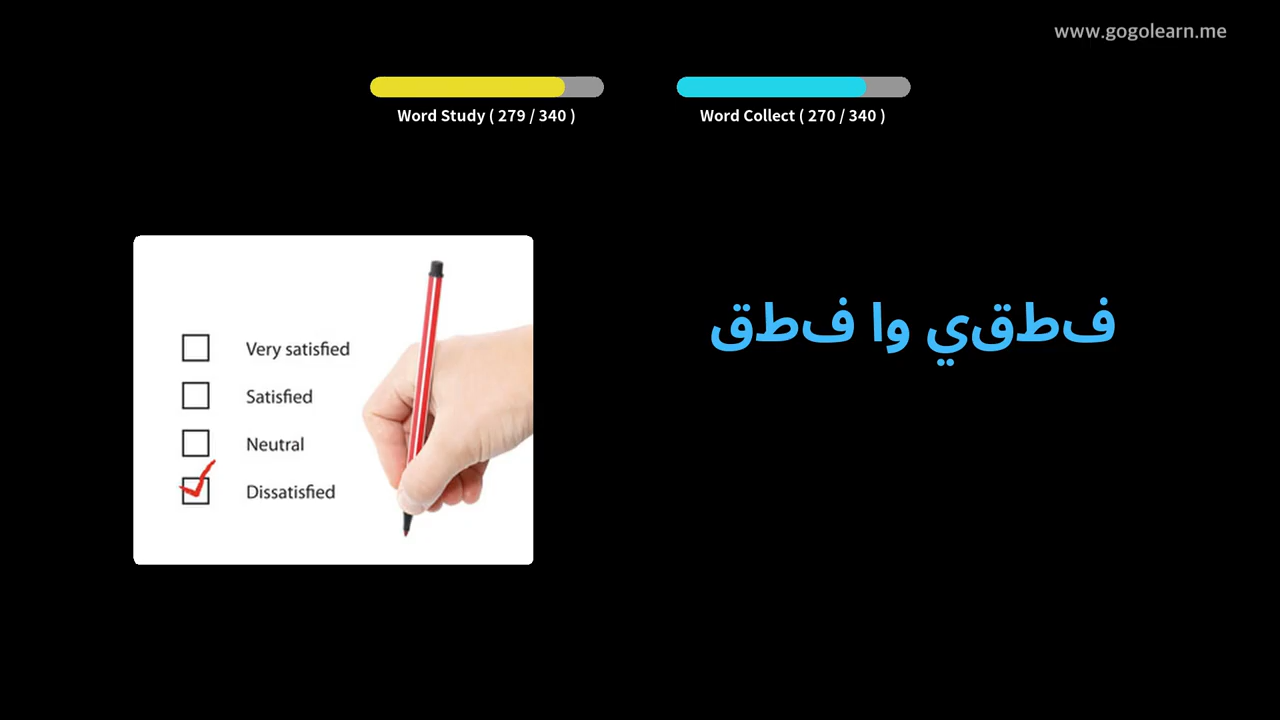 www.gogolearn.me
Word Study ( 279 / 340 )
Word Collect ( 270 / 340 )
فطقي وا فطق
Very satisfied
Satisfied
Neutral
Dissatisfied